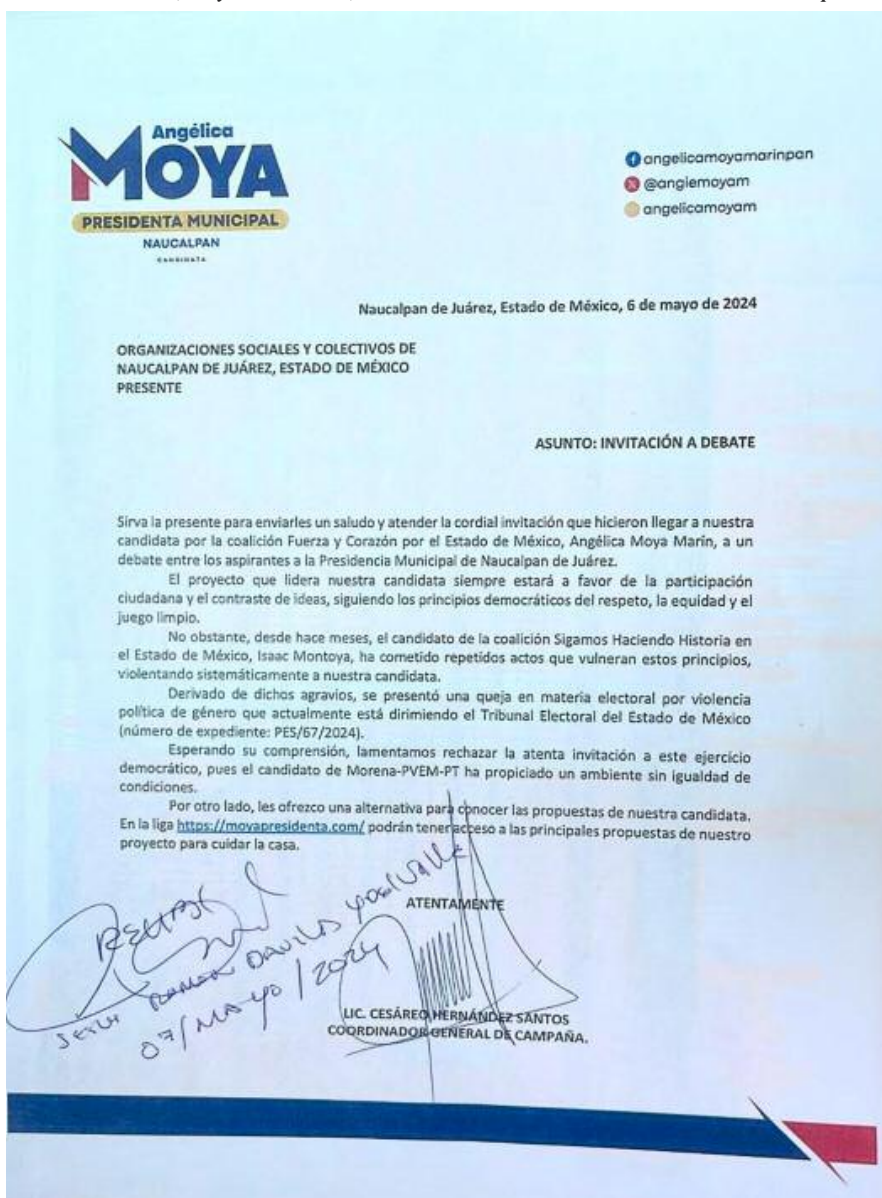 Angélica
MOYA
PRESIDENTA MUNICIPAL
NAUCALPAN
CANDIDATA
angelicamoyamarinpan
@angiemoyam
angelicamoyam
Naucalpan de Juárez, Estado de México, 6 de mayo de 2024
ORGANIZACIONES SOCIALES Y COLECTIVOS DE
NAUCALPAN DE JUÁREZ, ESTADO DE MÉXICO
PRESENTE
ASUNTO: INVITACIÓN A DEBATE
Sirva la presente para enviarles un saludo y atender la cordial invitación que hicieron llegar a nuestra
candidata por la coalición Fuerza y Corazón por el Estado de México, Angélica Moya Marín, a un
debate entre los aspirantes a la Presidencia Municipal de Naucalpan de Juárez.
El proyecto que lidera nuestra candidata siempre estará a favor de la participación
ciudadana y el contraste de ideas, siguiendo los principios democráticos del respeto, la equidad y el
juego limpio.
No obstante, desde hace meses, el candidato de la coalición Sigamos Haciendo Historia en
el Estado de México, Isaac Montoya, ha cometido repetidos actos que vulneran estos principios,
violentando sistemáticamente a nuestra candidata.
Derivado de dichos agravios, se presentó una queja en materia electoral por violencia
política de género que actualmente está dirimiendo el Tribunal Electoral del Estado de México
(número de expediente: PES/67/2024).
Esperando su comprensión, lamentamos rechazar la atenta invitación a este ejercicio
democrático, pues el candidato de Morena-PVEM-PT ha propiciado un ambiente sin igualdad de
condiciones.
Por otro lado, les ofrezco una alternativa para conocer las propuestas de nuestra candidata.
En la liga https://moyapresidenta.com/ podrán tener acceso a las principales propuestas de nuestro
proyecto para cuidar la casa.
ATENTAMENTE
07/MAYO/2024
LIC. CESÁREO HERNÁNDEZ SANTOS
COORDINADOR GENERAL DE CAMPAÑA.